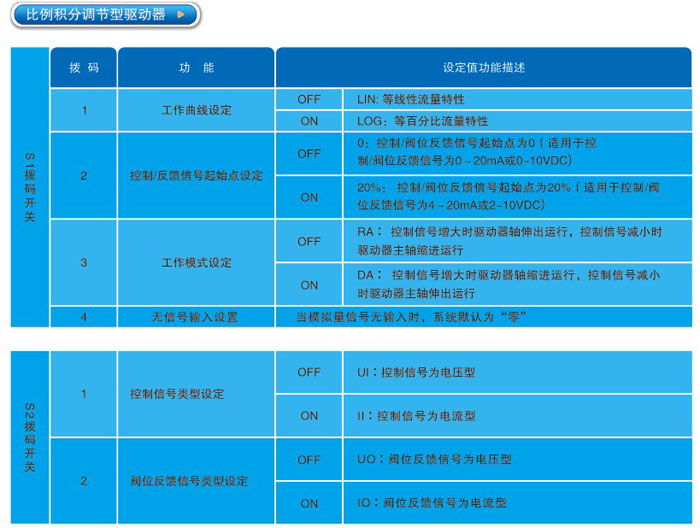 比例积分调节型驱动器
拨 码 功 能 设定值功能描述
S1拨码开关
1 工作曲线设定 OFF LIN: 等线性流量特性
ON LOG：等百分比流量特性
2 控制/反馈信号起始点设定 OFF 0：控制/阀位反馈信号起始点为0（适用于控
制/阀位反馈信号为0~20mA或0~10VDC）
ON 20%： 控制/阀位反馈信号起始点为20%（适用于控制/阀
位反馈信号为4~20mA或2~10VDC）
3 工作模式设定 OFF RA： 控制信号增大时驱动器轴伸出运行，控制信号减小时
驱动器主轴缩进运行
ON DA： 控制信号增大时驱动器轴缩进运行，控制信号减小
时驱动器主轴伸出运行
4 无信号输入设置 当模拟量信号无输入时，系统默认为“零”
S2拨码开关
1 控制信号类型设定 OFF UI：控制信号为电压型
ON II：控制信号为电流型
2 阀位反馈信号类型设定 OFF UO：阀位反馈信号为电压型
ON IO：阀位反馈信号为电流型